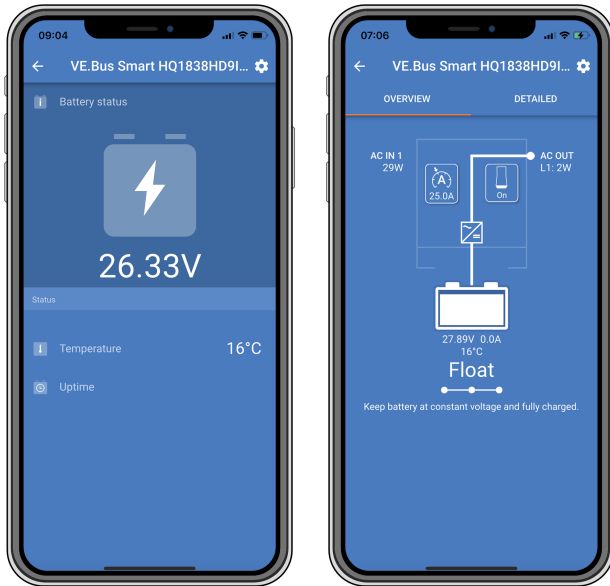 09:04
VE.Bus Smart HQ1838HD9I...
Battery status
26.33V
Status
Temperature 16°C
Uptime
07:06
VE.Bus Smart HQ1838HD9I...
OVERVIEW DETAILED
AC IN 1
29W
A
25.0A
On
AC OUT
L1: 2W
27.89V 0.0A
16°C
Float
Keep battery at constant voltage and fully charged.